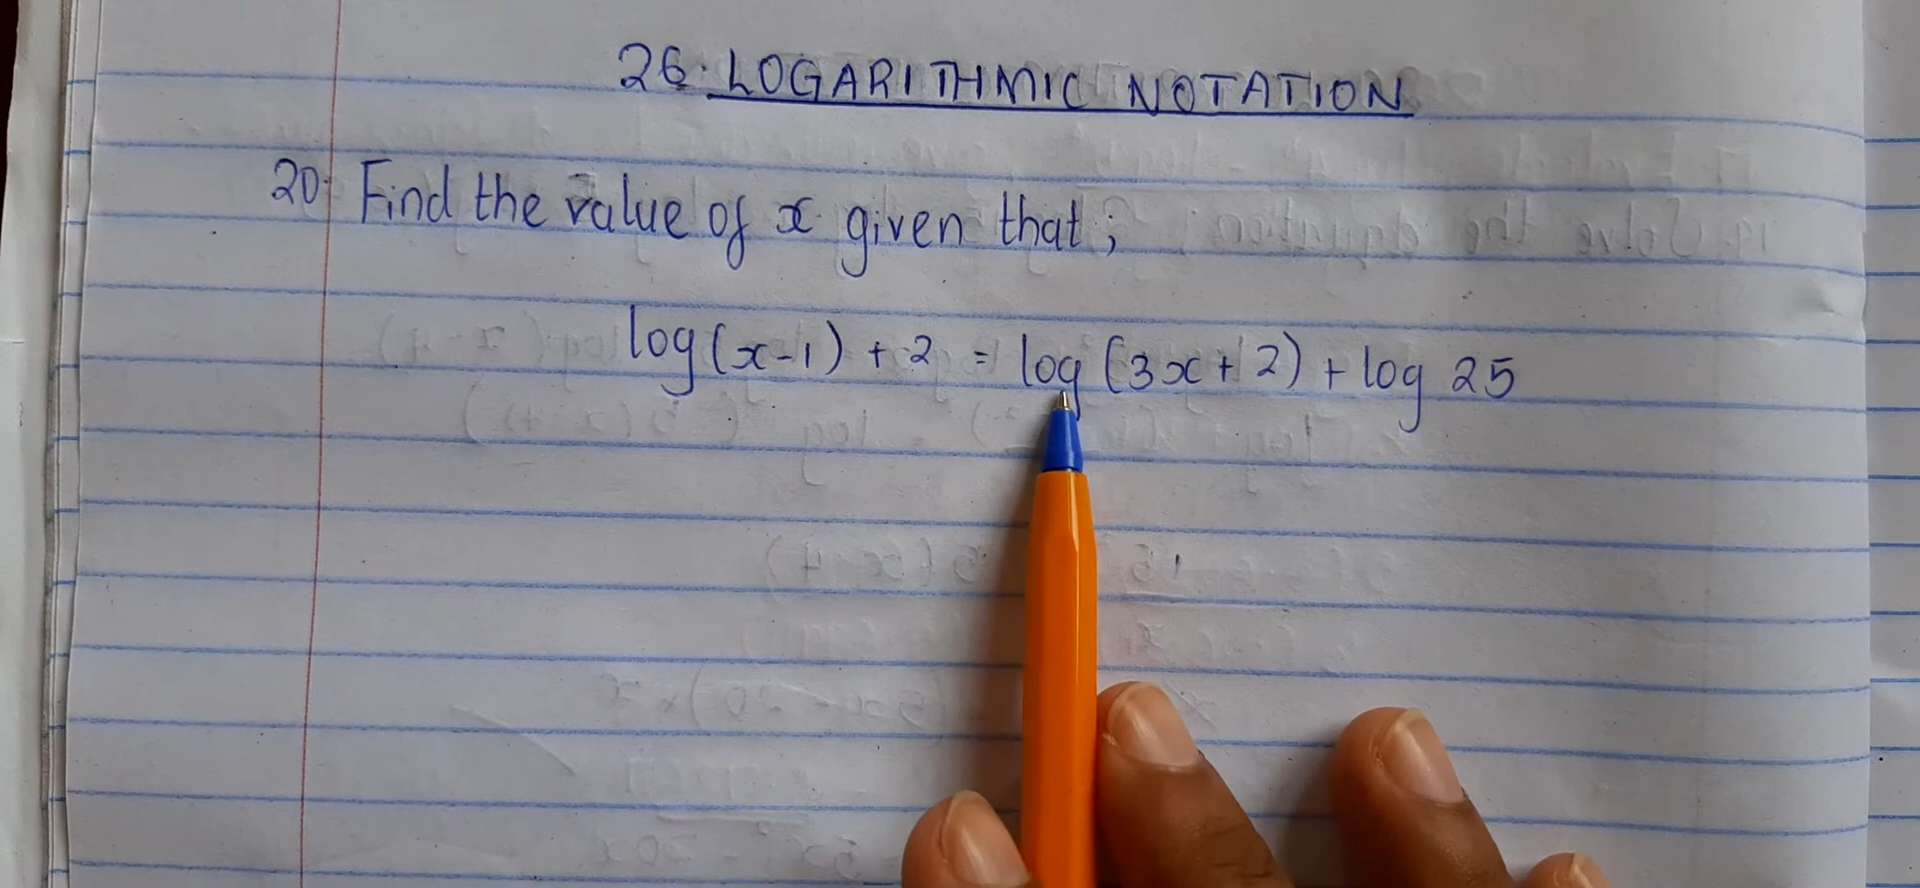 26. LOGARITHMIC NOTATION
20. Find the value of x given that;
log(x-1) + 2 = log (3x + 2) + log 25